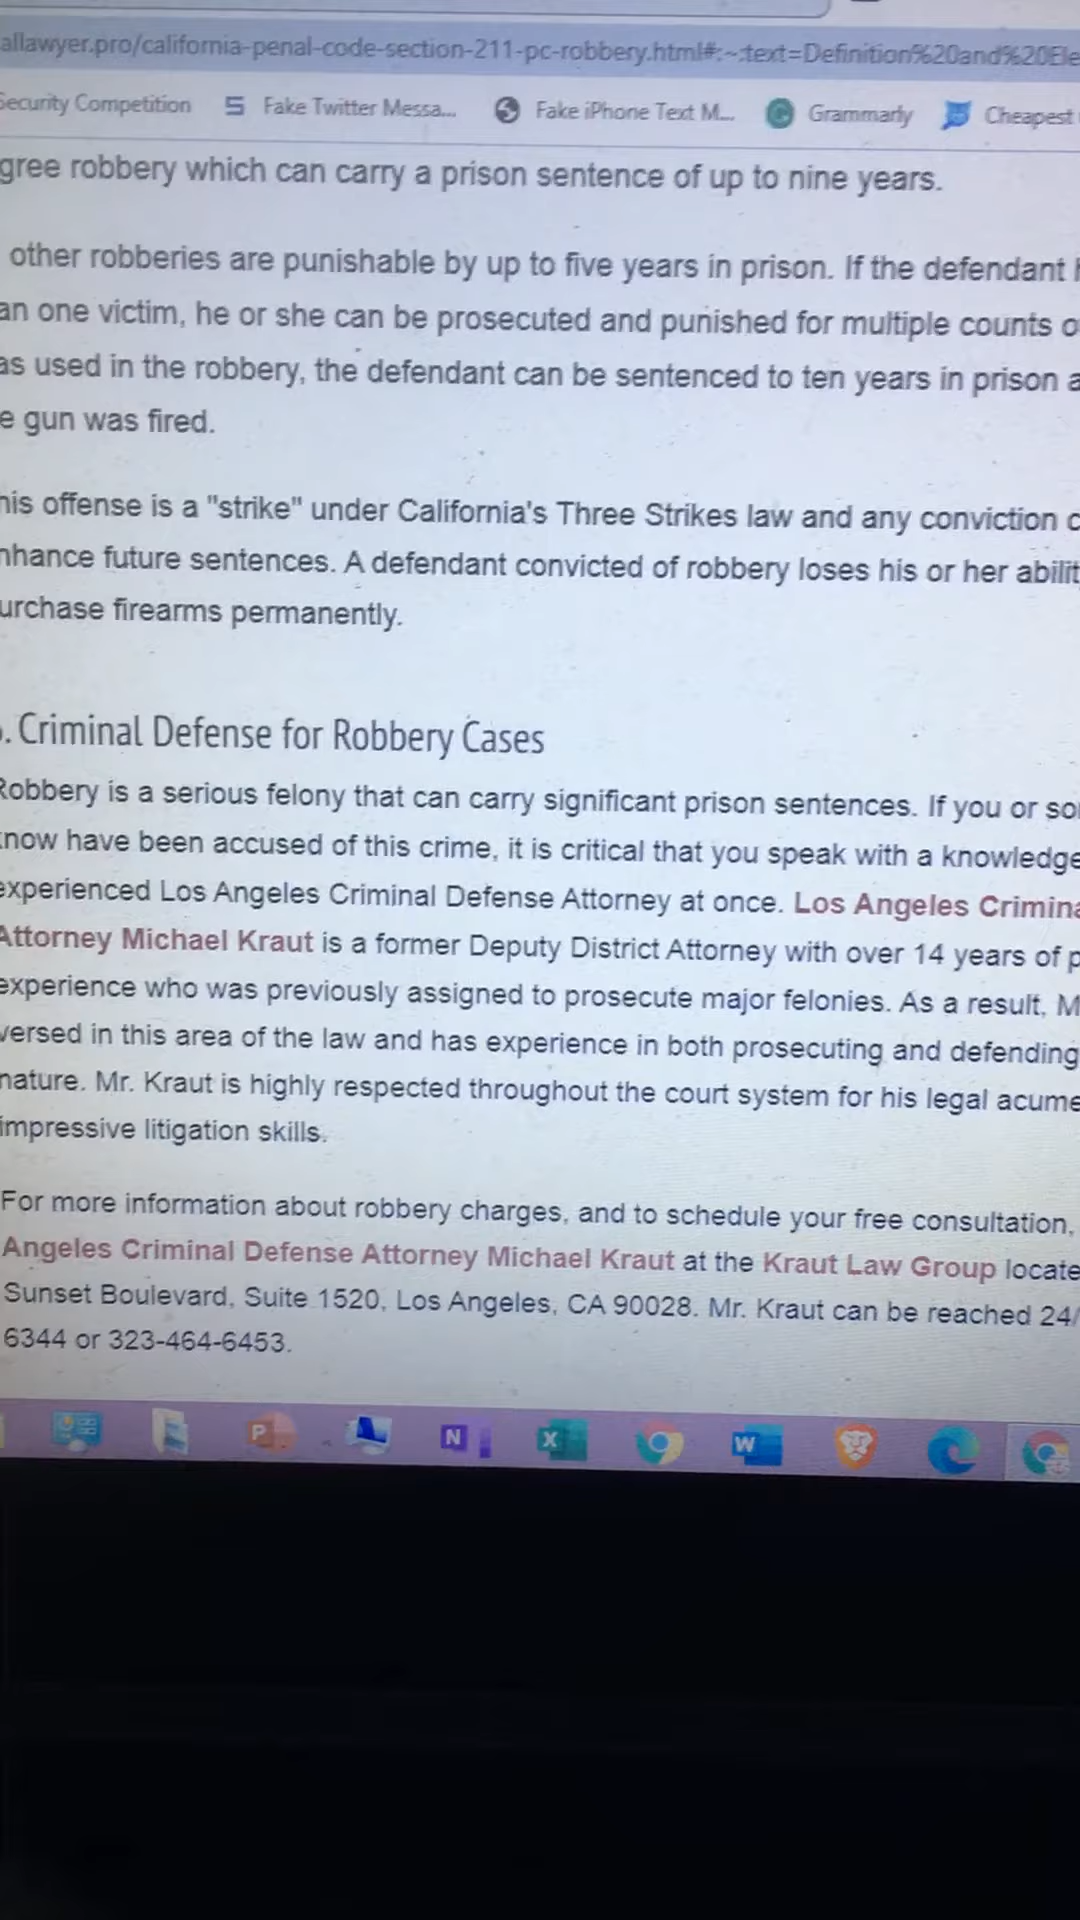 allawyer.pro/california-penal-code-section-211-pc-robbery.html#:~:text=Definition%20and%20Ele
Security Competition Fake Twitter Messa... Fake iPhone Text M... Grammarly Cheapest
gree robbery which can carry a prison sentence of up to nine years.
other robberies are punishable by up to five years in prison. If the defendant h
an one victim, he or she can be prosecuted and punished for multiple counts o
as used in the robbery, the defendant can be sentenced to ten years in prison a
e gun was fired.
his offense is a "strike" under California's Three Strikes law and any conviction c
nhance future sentences. A defendant convicted of robbery loses his or her abilit
urchase firearms permanently.
. Criminal Defense for Robbery Cases
Robbery is a serious felony that can carry significant prison sentences. If you or so
know have been accused of this crime, it is critical that you speak with a knowledge
experienced Los Angeles Criminal Defense Attorney at once. Los Angeles Crimina
Attorney Michael Kraut is a former Deputy District Attorney with over 14 years of p
experience who was previously assigned to prosecute major felonies. As a result, M
versed in this area of the law and has experience in both prosecuting and defending
nature. Mr. Kraut is highly respected throughout the court system for his legal acume
impressive litigation skills.
For more information about robbery charges, and to schedule your free consultation,
Angeles Criminal Defense Attorney Michael Kraut at the Kraut Law Group locate
Sunset Boulevard, Suite 1520, Los Angeles, CA 90028. Mr. Kraut can be reached 24/
6344 or 323-464-6453.
P N X W